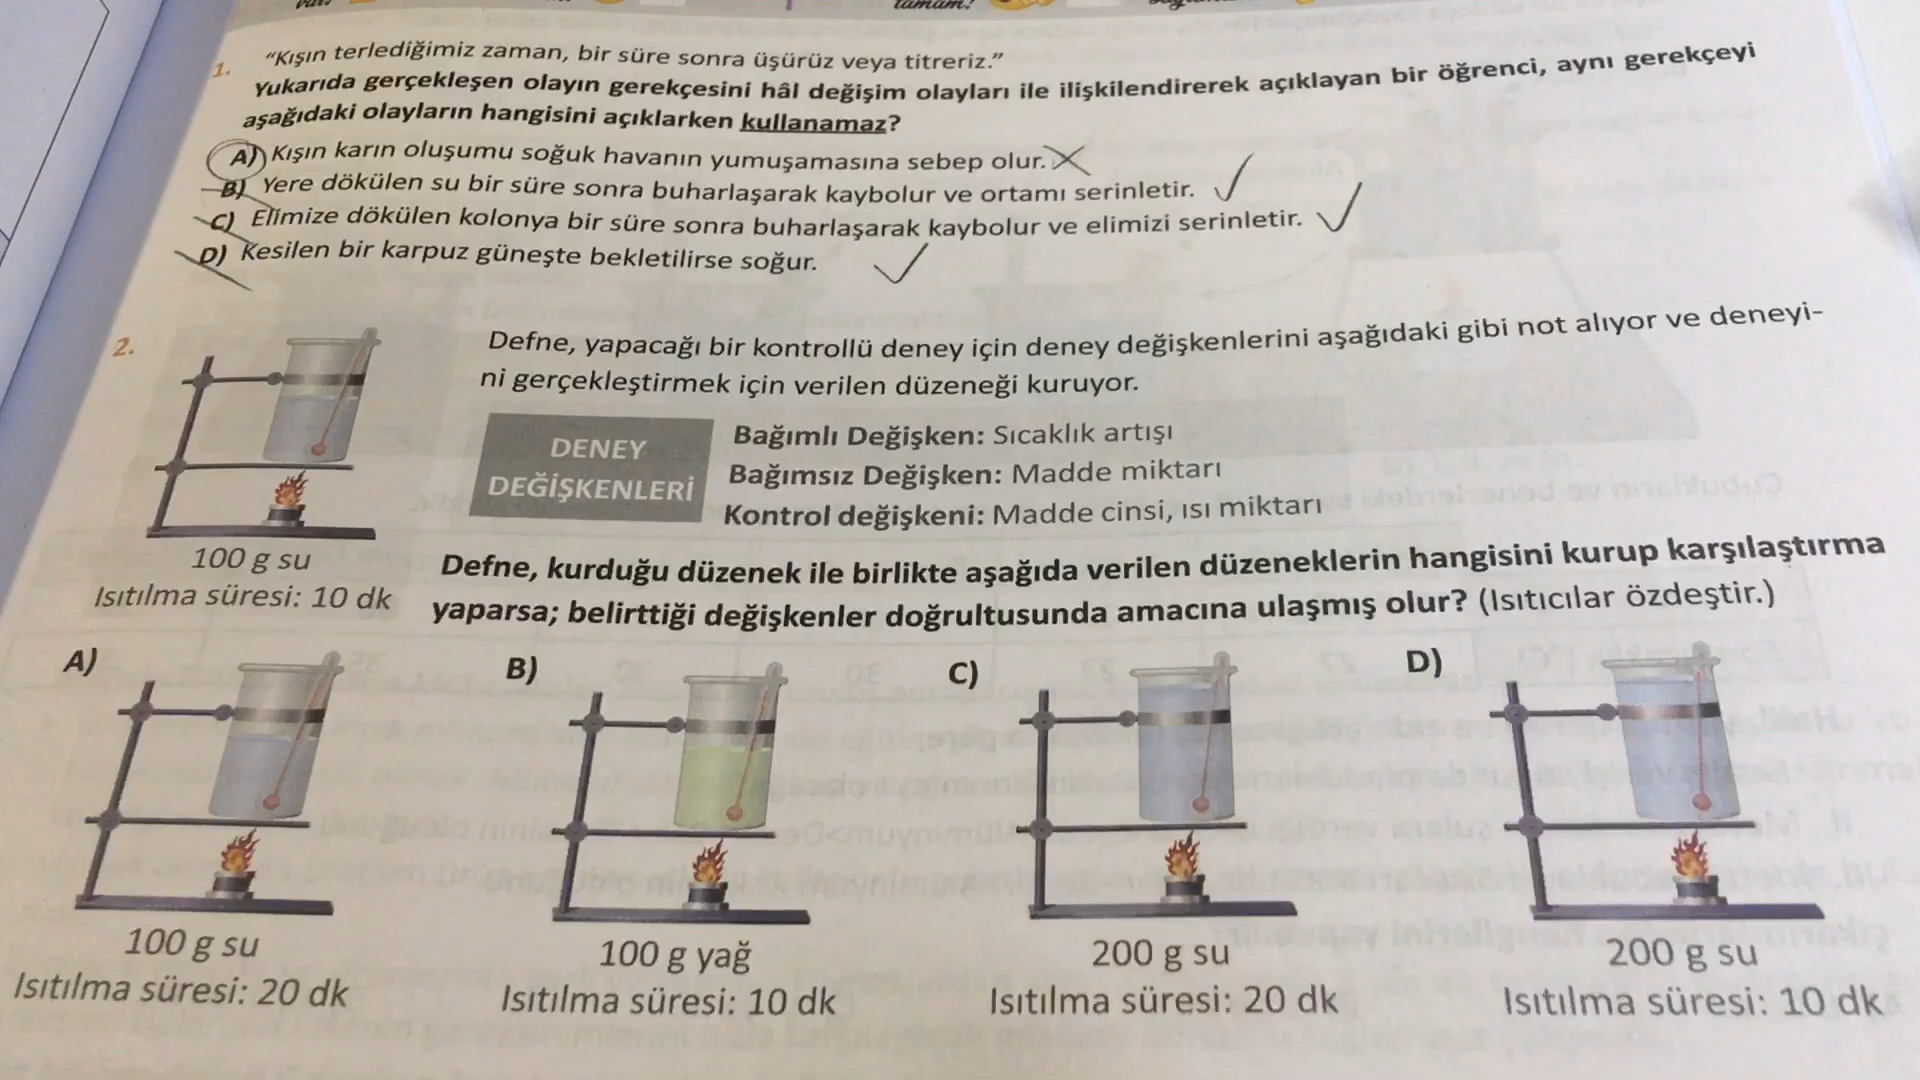 tamam!
1. "Kışın terlediğimiz zaman, bir süre sonra üşürüz veya titreriz."
Yukarıda gerçekleşen olayın gerekçesini hâl değişim olayları ile ilişkilendirerek açıklayan bir öğrenci, aynı gerekçeyi
aşağıdaki olayların hangisini açıklarken kullanamaz?
A) Kışın karın oluşumu soğuk havanın yumuşamasına sebep olur.
B) Yere dökülen su bir süre sonra buharlaşarak kaybolur ve ortamı serinletir.
C) Elimize dökülen kolonya bir süre sonra buharlaşarak kaybolur ve elimizi serinletir.
D) Kesilen bir karpuz güneşte bekletilirse soğur.
2. Defne, yapacağı bir kontrollü deney için deney değişkenlerini aşağıdaki gibi not alıyor ve deneyi-
ni gerçekleştirmek için verilen düzeneği kuruyor.
DENEY
DEĞİŞKENLERİ
Bağımlı Değişken: Sıcaklık artışı
Bağımsız Değişken: Madde miktarı
Kontrol değişkeni: Madde cinsi, ısı miktarı
100 g su
Isıtılma süresi: 10 dk
Defne, kurduğu düzenek ile birlikte aşağıda verilen düzeneklerin hangisini kurup karşılaştırma
yaparsa; belirttiği değişkenler doğrultusunda amacına ulaşmış olur? (Isıtıcılar özdeştir.)
A)
100 g su
Isıtılma süresi: 20 dk
B)
100 g yağ
Isıtılma süresi: 10 dk
C)
200 g su
Isıtılma süresi: 20 dk
D)
200 g su
Isıtılma süresi: 10 dk